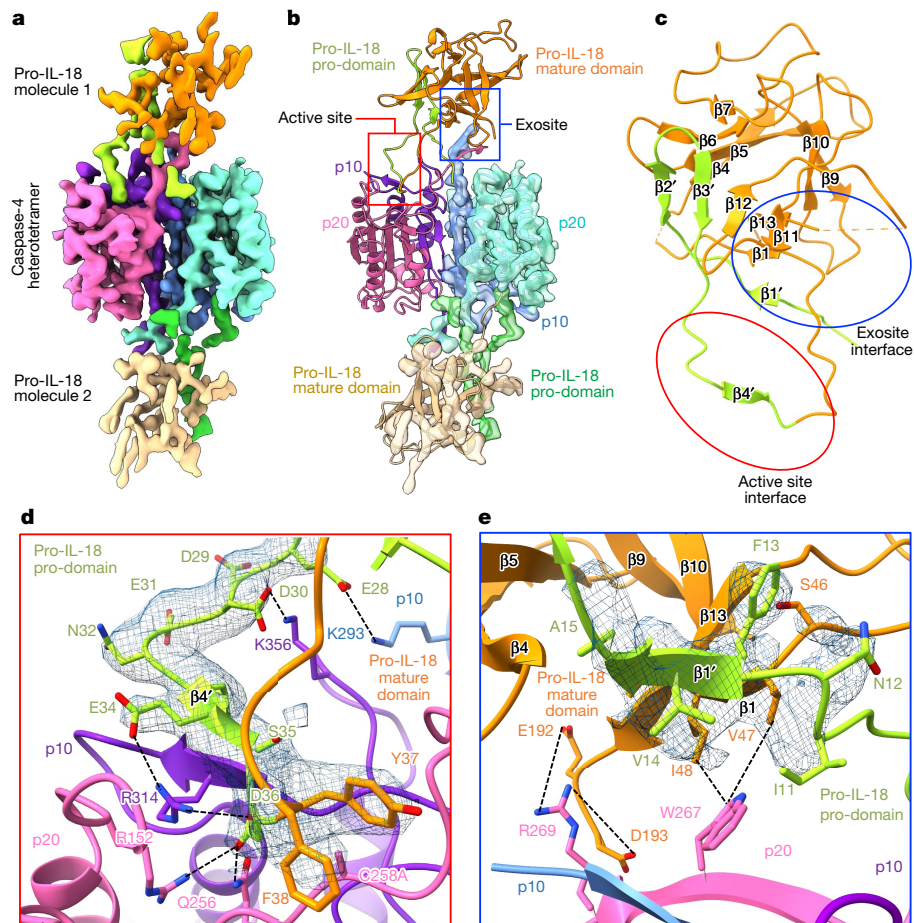 a
Pro-IL-18
molecule 1
Caspase-4
heterotetramer
Pro-IL-18
molecule 2
b
Pro-IL-18
pro-domain
Pro-IL-18
mature domain
Active site
Exosite
p10
p20
p20
p10
Pro-IL-18
mature domain
Pro-IL-18
pro-domain
c
β7
β6
β5
β4
β10
β2′
β3′
β9
β12
β13
β11
β1
β1′
Exosite
interface
β4′
Active site
interface
d
Pro-IL-18
pro-domain
D29
E31
D30
E28
p10
N32
K356
K293
Pro-IL-18
mature
domain
β4′
E34
S35
p10
Y37
D36
R314
p20
R152
C258A
Q256
F38
e
β5
β9
β10
F13
S46
β13
A15
β4
β1′
N12
Pro-IL-18
mature
domain
β1
E192
V14
V47
I48
I11
W267
Pro-IL-18
pro-domain
R269
D193
p20
p10
p10